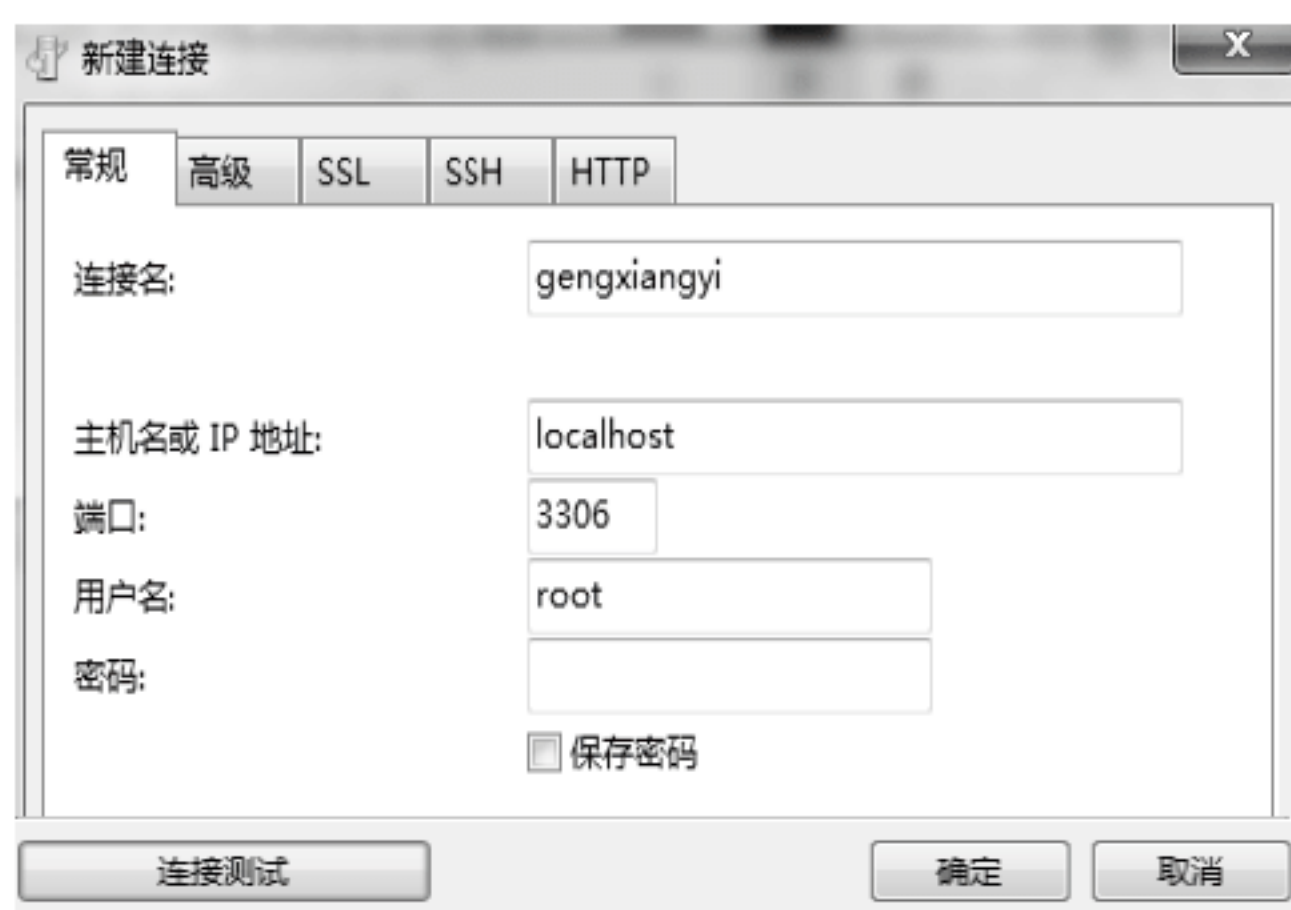 新建连接
X
常规 高级 SSL SSH HTTP
连接名: gengxiangyi
主机名或 IP 地址: localhost
端口: 3306
用户名: root
密码:
保存密码
连接测试 确定 取消